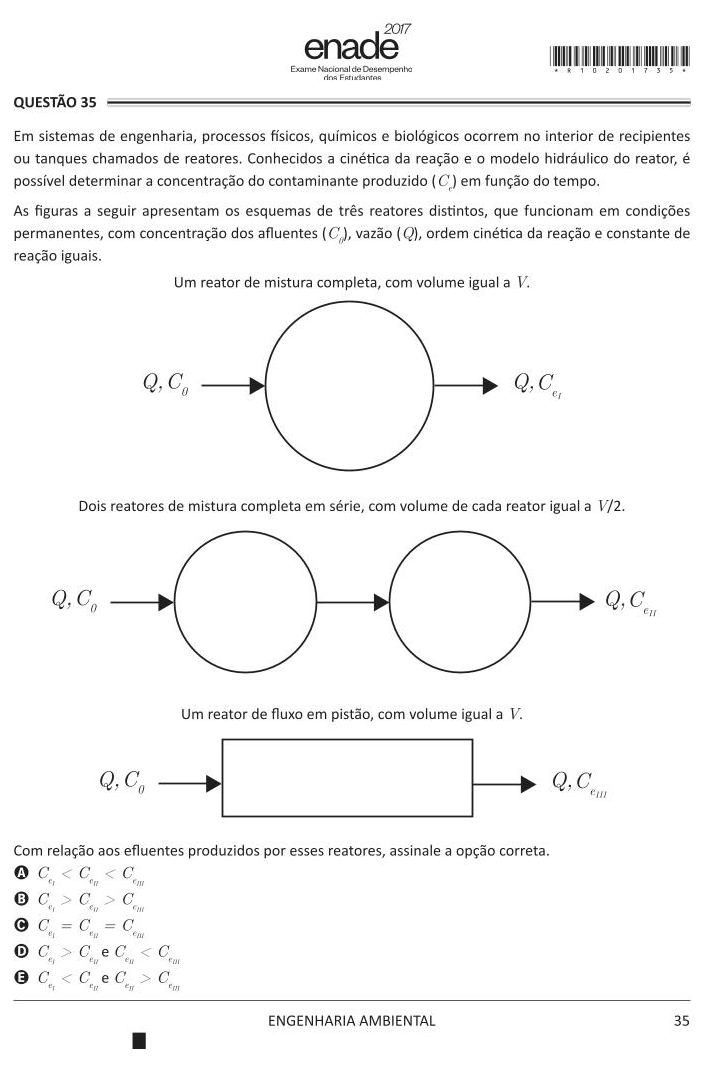 enade 2017
Exame Nacional de Desempenho
dos Estudantes
* R 1 0 2 0 1 7 3 5 *
QUESTÃO 35
Em sistemas de engenharia, processos físicos, químicos e biológicos ocorrem no interior de recipientes
ou tanques chamados de reatores. Conhecidos a cinética da reação e o modelo hidráulico do reator, é
possível determinar a concentração do contaminante produzido (C_e) em função do tempo.
As figuras a seguir apresentam os esquemas de três reatores distintos, que funcionam em condições
permanentes, com concentração dos afluentes (C_0), vazão (Q), ordem cinética da reação e constante de
reação iguais.
Um reator de mistura completa, com volume igual a V.
Q, C_0 Q, C_{e_I}
Dois reatores de mistura completa em série, com volume de cada reator igual a V/2.
Q, C_0 Q, C_{e_{II}}
Um reator de fluxo em pistão, com volume igual a V.
Q, C_0 Q, C_{e_{III}}
Com relação aos efluentes produzidos por esses reatores, assinale a opção correta.
A C_{e_I} < C_{e_{II}} < C_{e_{III}}
B C_{e_I} > C_{e_{II}} > C_{e_{III}}
C C_{e_I} = C_{e_{II}} = C_{e_{III}}
D C_{e_I} > C_{e_{II}} e C_{e_{II}} < C_{e_{III}}
E C_{e_I} < C_{e_{II}} e C_{e_{II}} > C_{e_{III}}
ENGENHARIA AMBIENTAL 35